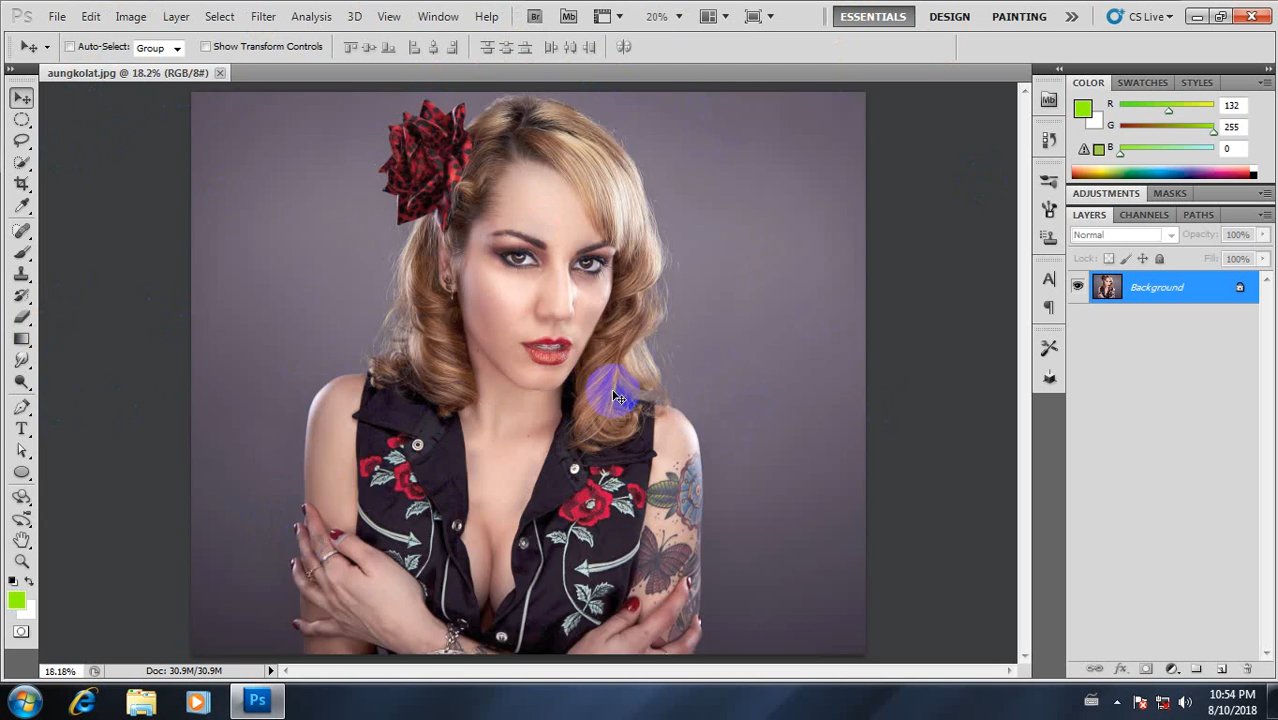 Ps File Edit Image Layer Select Filter Analysis 3D View Window Help Br Mb 20% ESSENTIALS DESIGN PAINTING CS Live
Auto-Select: Group Show Transform Controls
aungkolat.jpg @ 18.2% (RGB/8#)
COLOR SWATCHES STYLES
Mb
R 132
G 255
B 0
ADJUSTMENTS MASKS
LAYERS CHANNELS PATHS
Normal Opacity: 100%
Lock: Fill: 100%
Background
T
18.18% Doc: 30.9M/30.9M
Ps
10:54 PM
8/10/2018